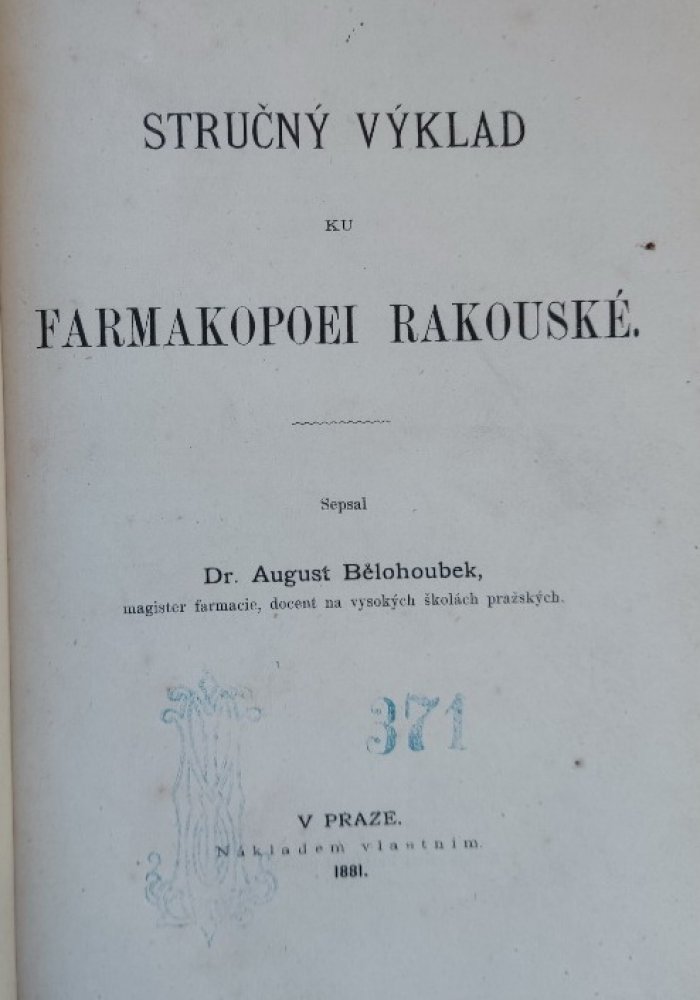 STRUČNÝ VÝKLAD
KU
FARMAKOPOEI RAKOUSKÉ.
Sepsal
Dr. August Bělohoubek,
magister farmacie, docent na vysokých školách pražských.
371
V PRAZE.
Nákladem vlastním.
1881.